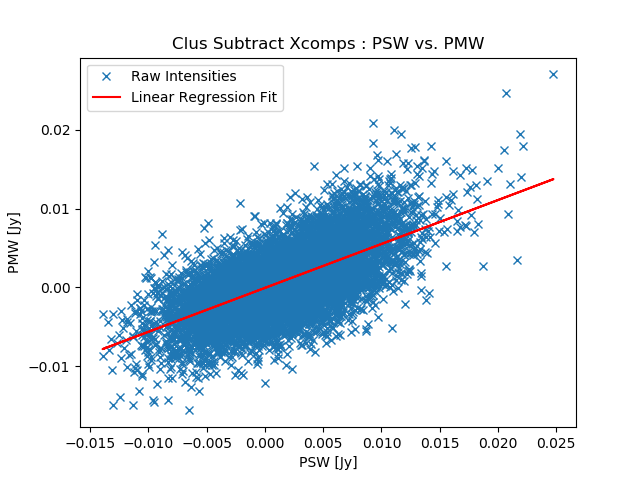 Clus Subtract Xcomps : PSW vs. PMW
Raw Intensities
Linear Regression Fit
PMW [Jy]
0.02
0.01
0.00
−0.01
−0.015 −0.010 −0.005 0.000 0.005 0.010 0.015 0.020 0.025
PSW [Jy]